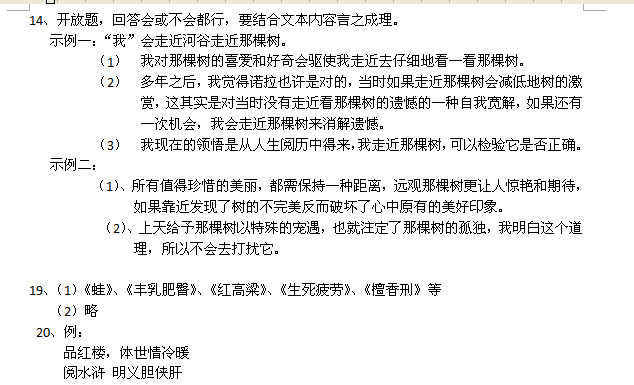 14、开放题，回答会或不会都行，要结合文本内容言之成理。
示例一：“我”会走近河谷走近那棵树。
（1） 我对那棵树的喜爱和好奇会驱使我走近去仔细地看一看那棵树。
（2） 多年之后，我觉得诺拉也许是对的，当时如果走近那棵树会减低地树的激
赏，这其实是对当时没有走近看那棵树的遗憾的一种自我宽解，如果还有
一次机会，我会走近那棵树来消解遗憾。
（3） 我现在的领悟是从人生阅历中得来，我走近那棵树，可以检验它是否正确。
示例二：
（1）、所有值得珍惜的美丽，都需保持一种距离，远观那棵树更让人惊艳和期待，
如果靠近发现了树的不完美反而破坏了心中原有的美好印象。
（2）、上天给予那棵树以特殊的宠遇，也就注定了那棵树的孤独，我明白这个道
理，所以不会去打扰它。
19、（1）《蛙》、《丰乳肥臀》、《红高粱》、《生死疲劳》、《檀香刑》等
（2）略
20、例：
品红楼，体世情冷暖
阅水浒 明义胆侠肝